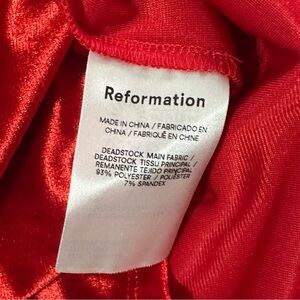 Reformation
MADE IN CHINA / FABRICADO EN
CHINA / FABRIQUÉ EN CHINE
DEADSTOCK MAIN FABRIC /
DEADSTOCK TISSU PRINCIPAL /
REMANENTE TEJIDO PRINCIPAL
93% POLYESTER / POLIÉSTER
7% SPANDEX